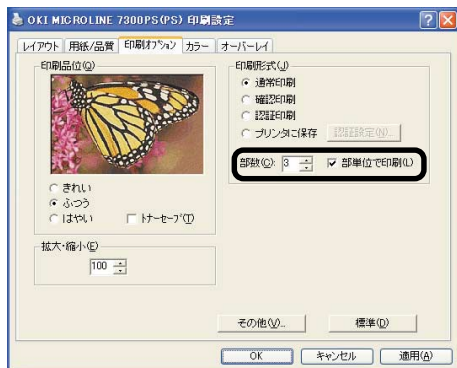 OKI MICROLINE 7300PS(PS) 印刷設定
レイアウト 用紙/品質 印刷オプション カラー オーバーレイ
印刷品位(Q)
きれい
ふつう
はやい
トナーセーブ(T)
拡大・縮小(E)
100
印刷形式(J)
通常印刷
確認印刷
認証印刷
プリンタに保存 認証設定(N)...
部数(C): 3 部単位で印刷(L)
その他(V)... 標準(D)
OK キャンセル 適用(A)